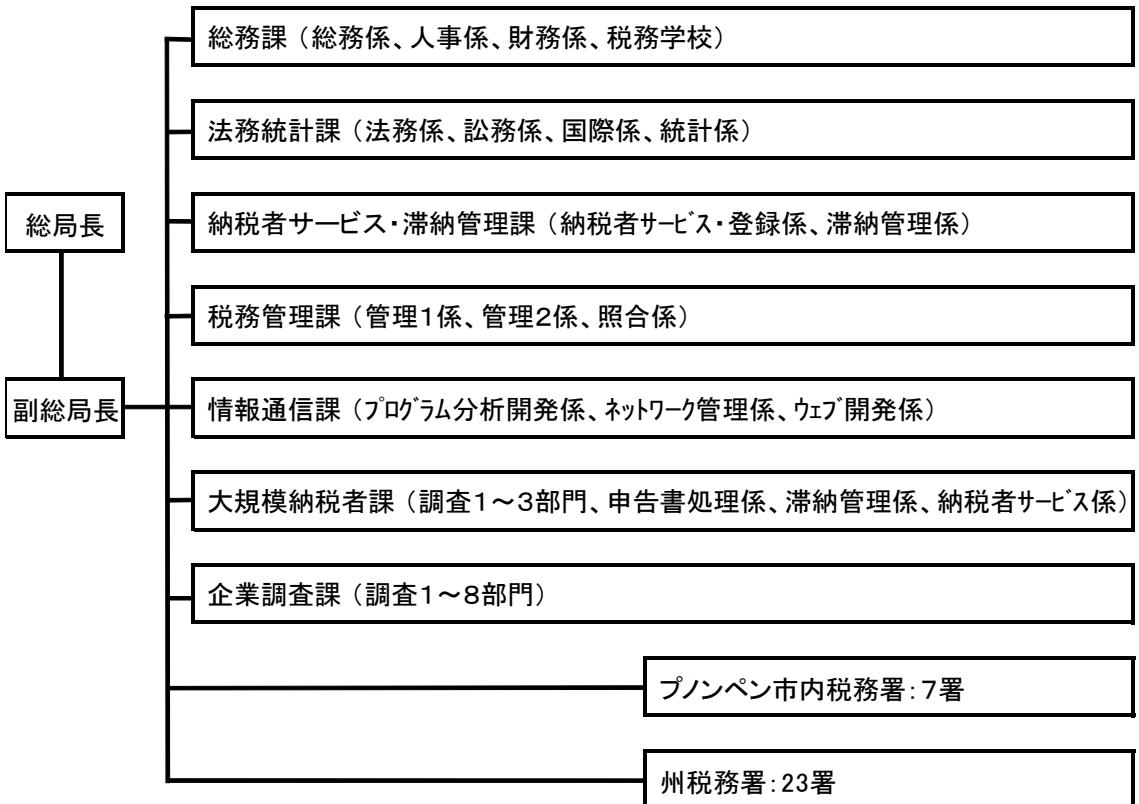 総務課（総務係、人事係、財務係、税務学校）
法務統計課（法務係、訟務係、国際係、統計係）
総局長
納税者サービス・滞納管理課（納税者ｻｰﾋﾞｽ・登録係、滞納管理係）
税務管理課（管理１係、管理２係、照合係）
副総局長
情報通信課（ﾌﾟﾛｸﾞﾗﾑ分析開発係、ﾈｯﾄﾜｰｸ管理係、ｳｪﾌﾞ開発係）
大規模納税者課（調査１～３部門、申告書処理係、滞納管理係、納税者ｻｰﾋﾞｽ係）
企業調査課（調査１～８部門）
プノンペン市内税務署：７署
州税務署：23署